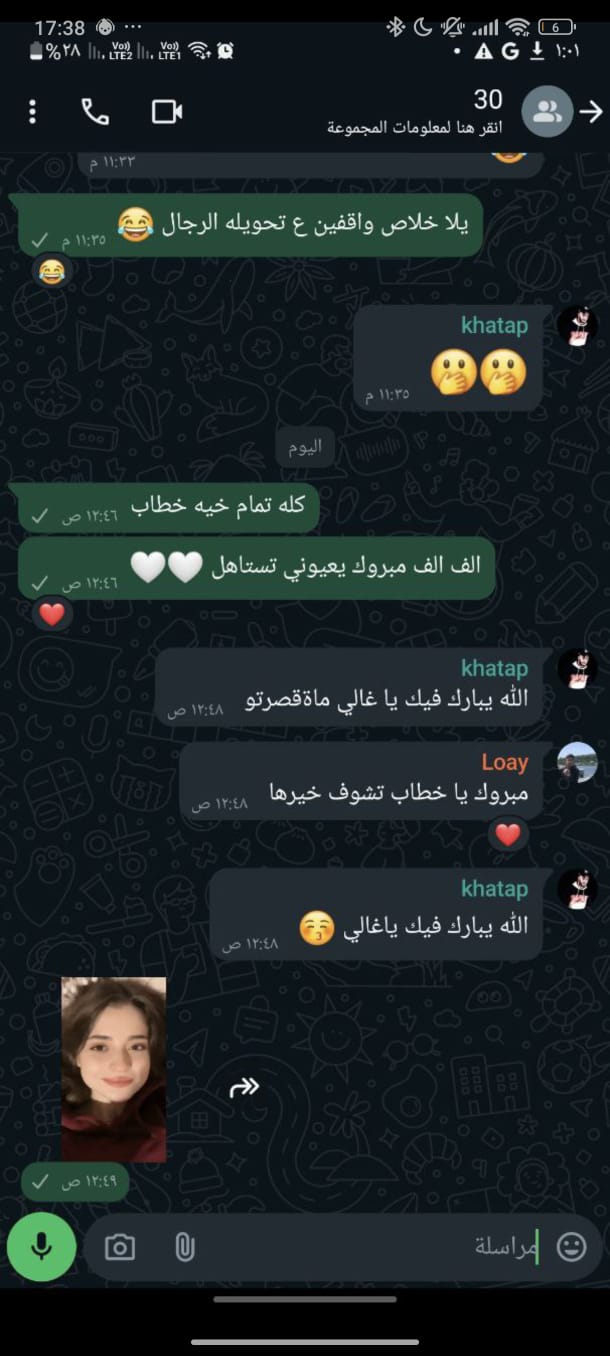 17:38
6
%٢٨ Vo)) LTE2 Vo)) LTE1
G ١:٠١
30
انقر هنا لمعلومات المجموعة
١١:٣٣ م
يلا خلاص واقفين ع تحويله الرجال 😂
١١:٣٥ م
😂
khatap
🫢🫢
١١:٣٥ م
اليوم
كله تمام خيه خطاب
١٢:٤٦ ص
الف الف مبروك يعيوني تستاهل 🤍🤍
١٢:٤٦ ص
❤️
khatap
الله يبارك فيك يا غالي ماةقصرتو
١٢:٤٨ ص
Loay
مبروك يا خطاب تشوف خيرها
١٢:٤٨ ص
❤️
khatap
الله يبارك فيك ياغالي 😚
١٢:٤٨ ص
١٢:٤٩ ص
مراسلة